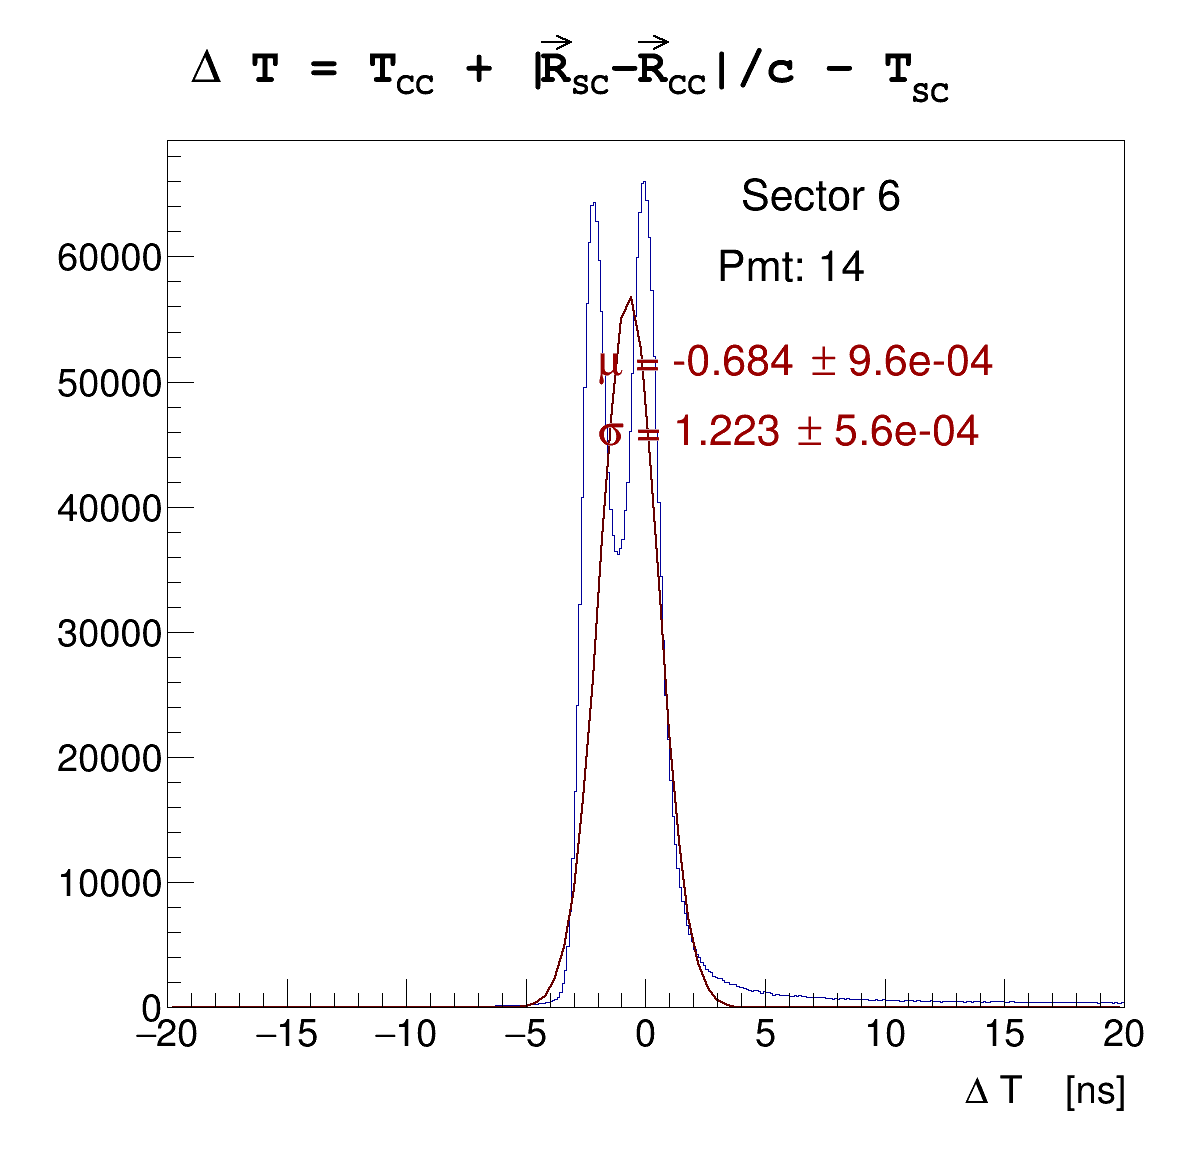 Δ T = T_CC + |R⃗_SC−R⃗_CC|/c − T_SC
Sector 6
Pmt: 14
μ = -0.684 ± 9.6e-04
σ = 1.223 ± 5.6e-04
60000
50000
40000
30000
20000
10000
0
−20 −15 −10 −5 0 5 10 15 20
Δ T [ns]